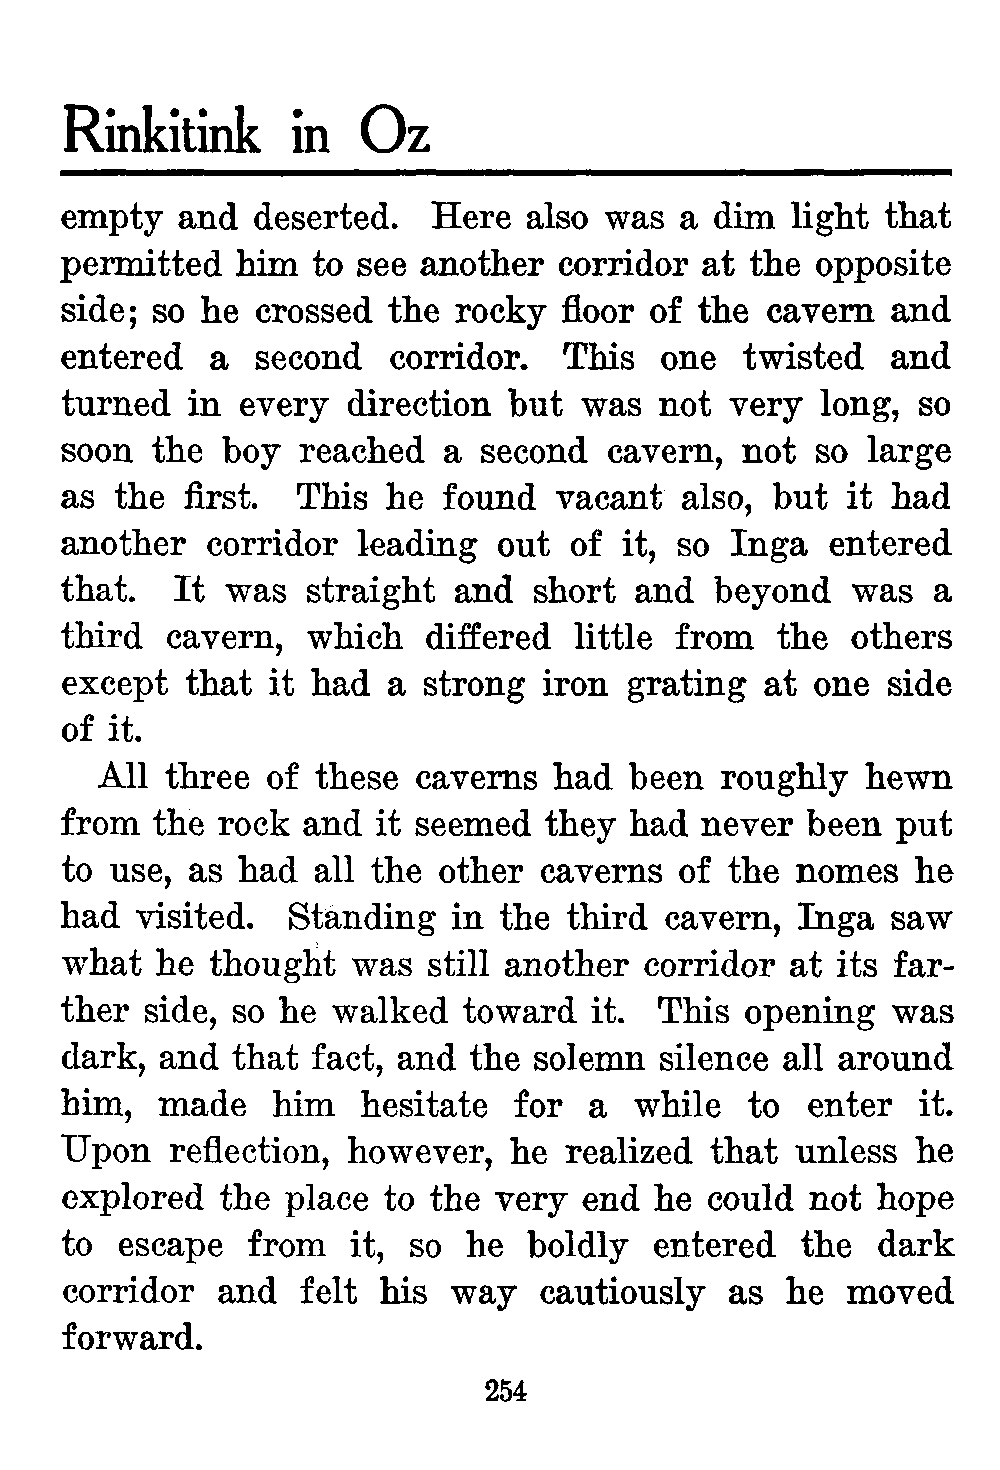 Rinkitink in Oz
empty and deserted. Here also was a dim light that
permitted him to see another corridor at the opposite
side; so he crossed the rocky floor of the cavern and
entered a second corridor. This one twisted and
turned in every direction but was not very long, so
soon the boy reached a second cavern, not so large
as the first. This he found vacant also, but it had
another corridor leading out of it, so Inga entered
that. It was straight and short and beyond was a
third cavern, which differed little from the others
except that it had a strong iron grating at one side
of it.
All three of these caverns had been roughly hewn
from the rock and it seemed they had never been put
to use, as had all the other caverns of the nomes he
had visited. Standing in the third cavern, Inga saw
what he thought was still another corridor at its far-
ther side, so he walked toward it. This opening was
dark, and that fact, and the solemn silence all around
him, made him hesitate for a while to enter it.
Upon reflection, however, he realized that unless he
explored the place to the very end he could not hope
to escape from it, so he boldly entered the dark
corridor and felt his way cautiously as he moved
forward.
254